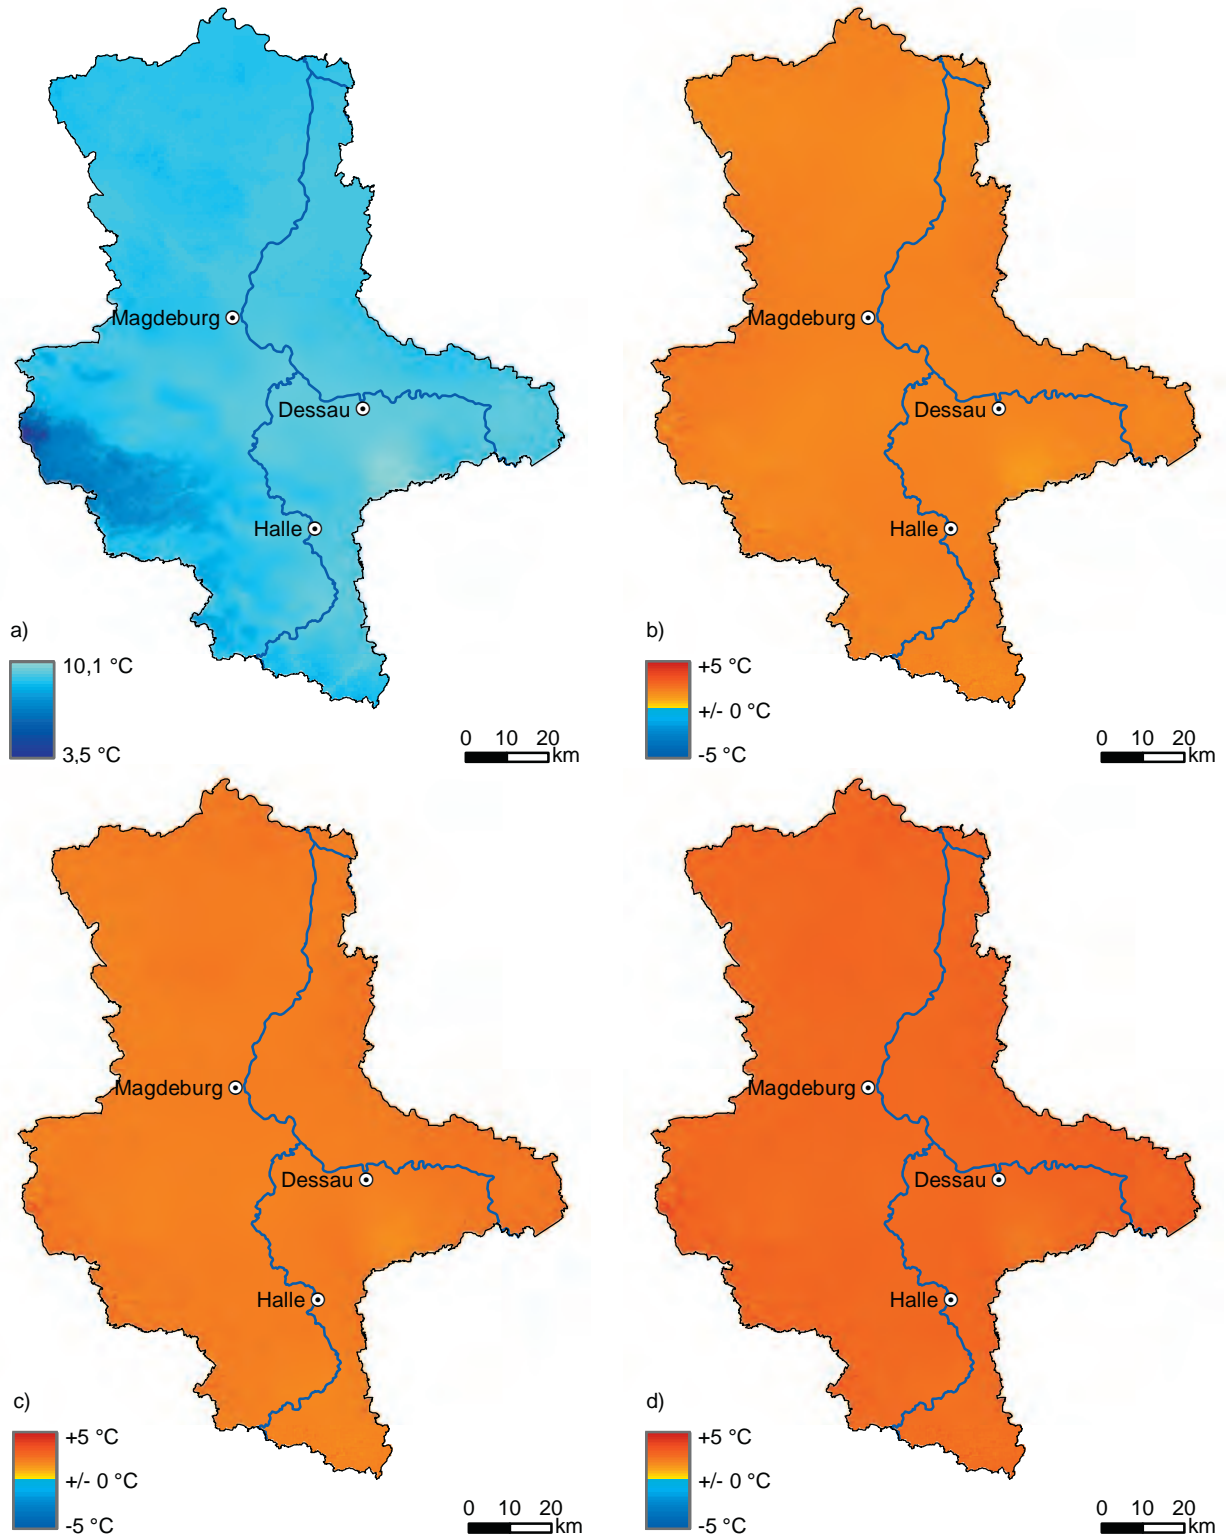 Magdeburg
Dessau
Halle
a)
10,1 °C
3,5 °C
0 10 20
km
Magdeburg
Dessau
Halle
b)
+5 °C
+/- 0 °C
-5 °C
0 10 20
km
Magdeburg
Dessau
Halle
c)
+5 °C
+/- 0 °C
-5 °C
0 10 20
km
Magdeburg
Dessau
Halle
d)
+5 °C
+/- 0 °C
-5 °C
0 10 20
km